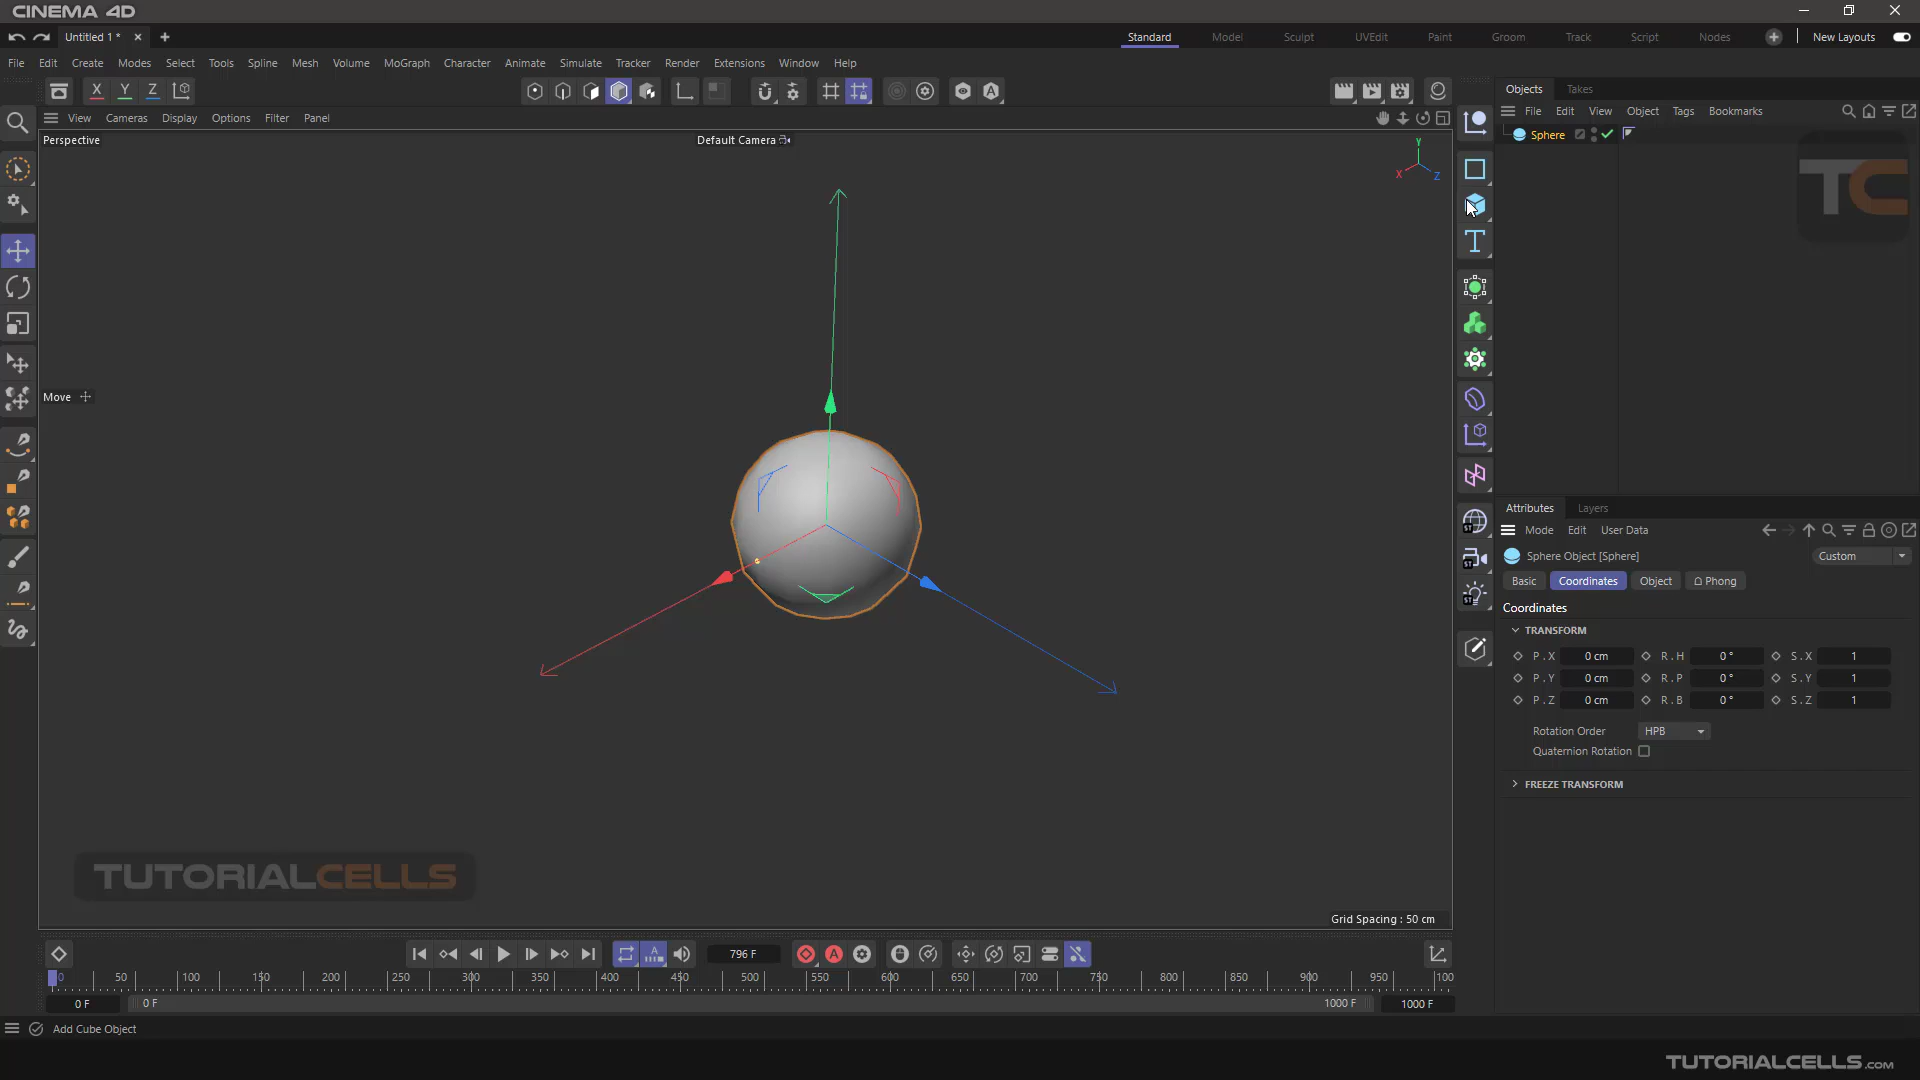 CINEMA 4D
Untitled 1 *
Standard Model Sculpt UVEdit Paint Groom Track Script Nodes New Layouts
File Edit Create Modes Select Tools Spline Mesh Volume MoGraph Character Animate Simulate Tracker Render Extensions Window Help
X Y Z
View Cameras Display Options Filter Panel
Perspective
Default Camera
Y
X
Z
T
Move
Grid Spacing : 50 cm
TUTORIALCELLS
Objects Takes
File Edit View Object Tags Bookmarks
Sphere
TC
Attributes Layers
Mode Edit User Data
Sphere Object [Sphere]
Custom
Basic Coordinates Object Phong
Coordinates
TRANSFORM
P . X 0 cm R . H 0 ° S . X 1
P . Y 0 cm R . P 0 ° S . Y 1
P . Z 0 cm R . B 0 ° S . Z 1
Rotation Order HPB
Quaternion Rotation
FREEZE TRANSFORM
ST
ST
ST
A
796 F
A
0 50 100 150 200 250 300 350 400 450 500 550 600 650 700 750 800 850 900 950 100
0 F 0 F 1000 F 1000 F
Add Cube Object
TUTORIALCELLS.com